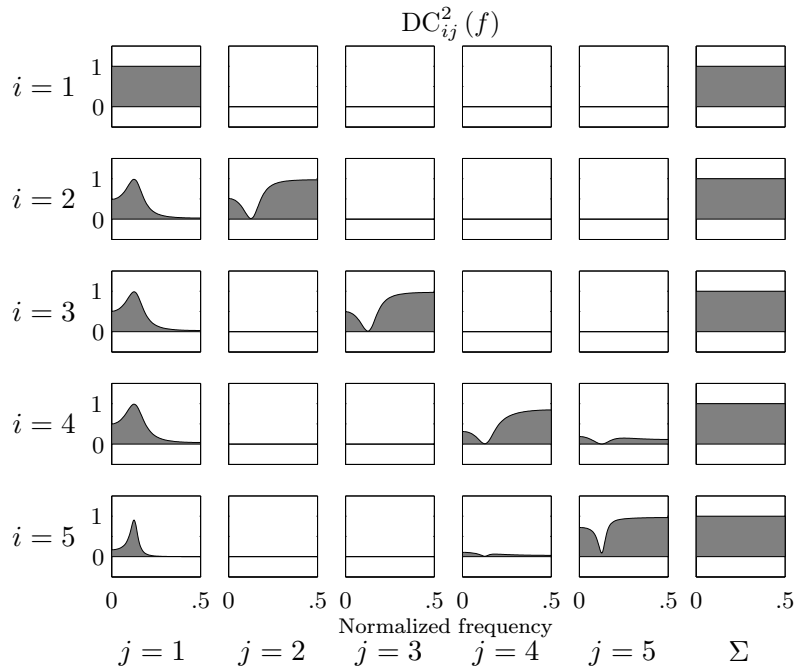 DC²ᵢⱼ (f)
i = 1 1 0
i = 2 1 0
i = 3 1 0
i = 4 1 0
i = 5 1 0
0 .5 0 .5 0 .5 0 .5 0 .5 0 .5
Normalized frequency
j = 1 j = 2 j = 3 j = 4 j = 5 Σ